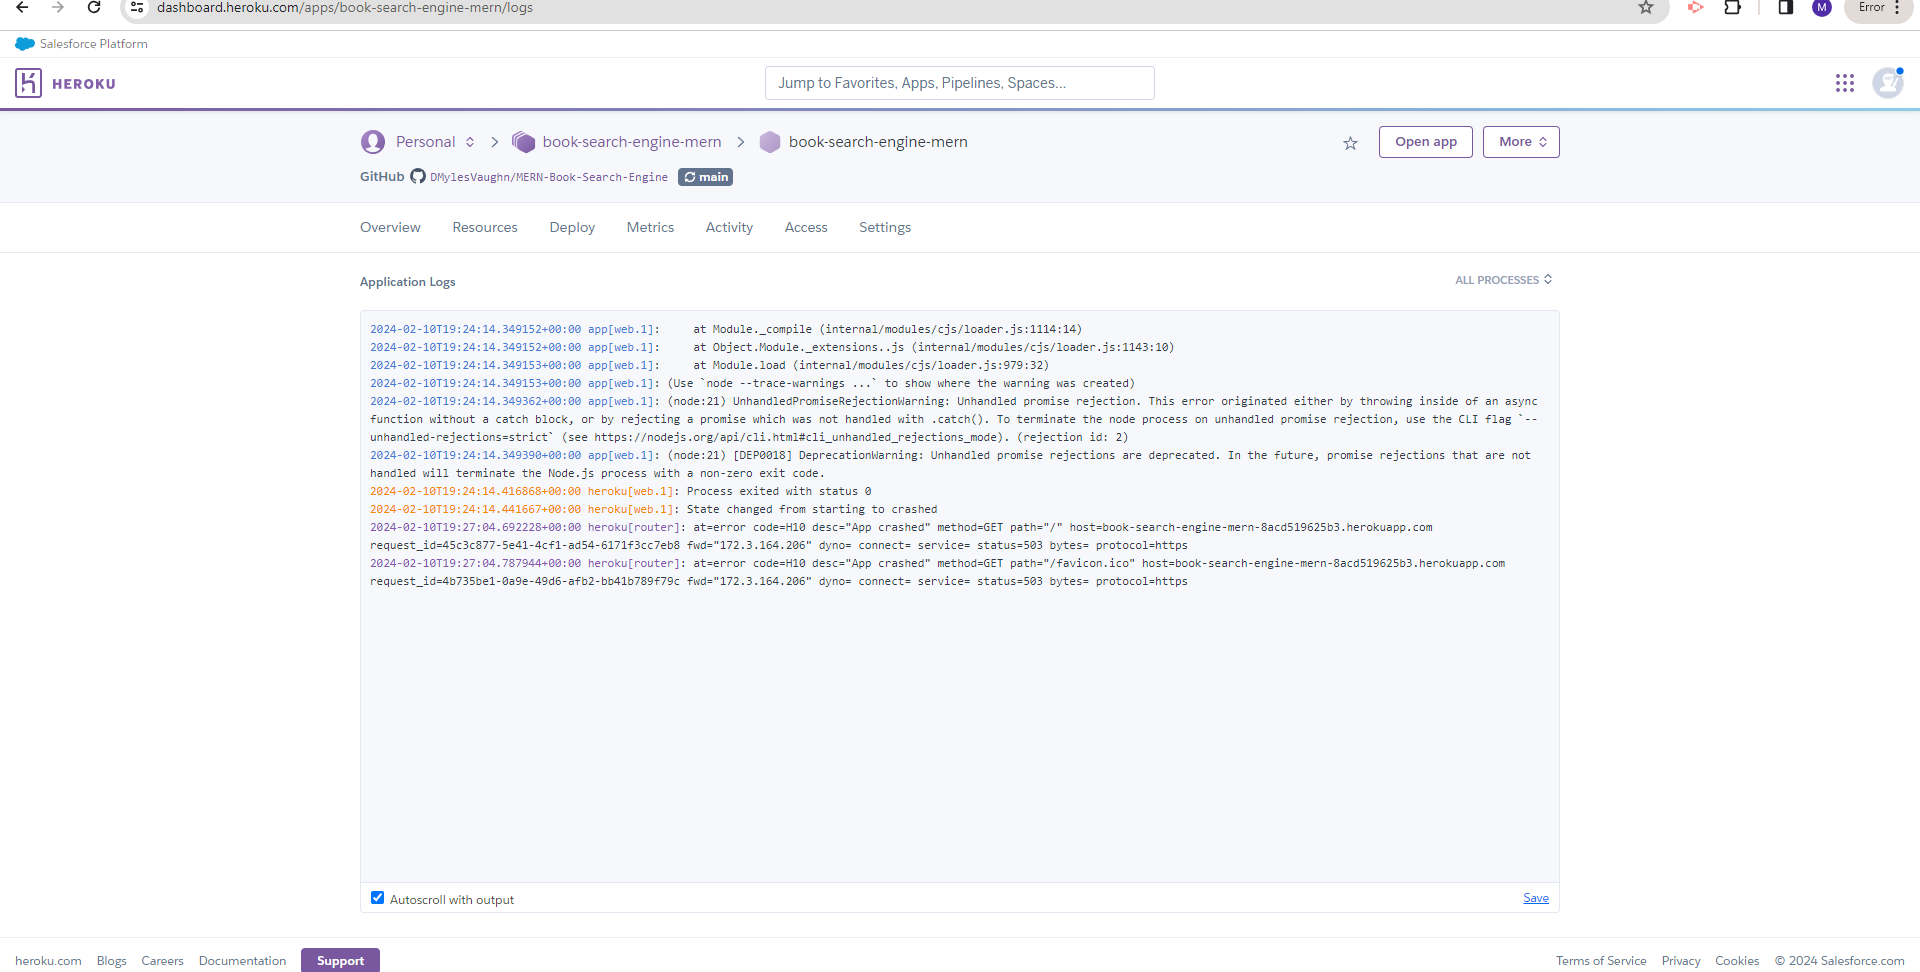 dashboard.heroku.com/apps/book-search-engine-mern/logs
M
Error
Salesforce Platform
HEROKU
Jump to Favorites, Apps, Pipelines, Spaces...
Personal
book-search-engine-mern
book-search-engine-mern
Open app
More
GitHub DMylesVaughn/MERN-Book-Search-Engine main
Overview Resources Deploy Metrics Activity Access Settings
Application Logs
ALL PROCESSES
2024-02-10T19:24:14.349152+00:00 app[web.1]:     at Module._compile (internal/modules/cjs/loader.js:1114:14)
2024-02-10T19:24:14.349152+00:00 app[web.1]:     at Object.Module._extensions..js (internal/modules/cjs/loader.js:1143:10)
2024-02-10T19:24:14.349153+00:00 app[web.1]:     at Module.load (internal/modules/cjs/loader.js:979:32)
2024-02-10T19:24:14.349153+00:00 app[web.1]: (Use `node --trace-warnings ...` to show where the warning was created)
2024-02-10T19:24:14.349362+00:00 app[web.1]: (node:21) UnhandledPromiseRejectionWarning: Unhandled promise rejection. This error originated either by throwing inside of an async
function without a catch block, or by rejecting a promise which was not handled with .catch(). To terminate the node process on unhandled promise rejection, use the CLI flag `--
unhandled-rejections=strict` (see https://nodejs.org/api/cli.html#cli_unhandled_rejections_mode). (rejection id: 2)
2024-02-10T19:24:14.349390+00:00 app[web.1]: (node:21) [DEP0018] DeprecationWarning: Unhandled promise rejections are deprecated. In the future, promise rejections that are not
handled will terminate the Node.js process with a non-zero exit code.
2024-02-10T19:24:14.416868+00:00 heroku[web.1]: Process exited with status 0
2024-02-10T19:24:14.441667+00:00 heroku[web.1]: State changed from starting to crashed
2024-02-10T19:27:04.692228+00:00 heroku[router]: at=error code=H10 desc="App crashed" method=GET path="/" host=book-search-engine-mern-8acd519625b3.herokuapp.com
request_id=45c3c877-5e41-4cf1-ad54-6171f3cc7eb8 fwd="172.3.164.206" dyno= connect= service= status=503 bytes= protocol=https
2024-02-10T19:27:04.787944+00:00 heroku[router]: at=error code=H10 desc="App crashed" method=GET path="/favicon.ico" host=book-search-engine-mern-8acd519625b3.herokuapp.com
request_id=4b735be1-0a9e-49d6-afb2-bb41b789f79c fwd="172.3.164.206" dyno= connect= service= status=503 bytes= protocol=https
Autoscroll with output
Save
heroku.com Blogs Careers Documentation Support
Terms of Service Privacy Cookies © 2024 Salesforce.com